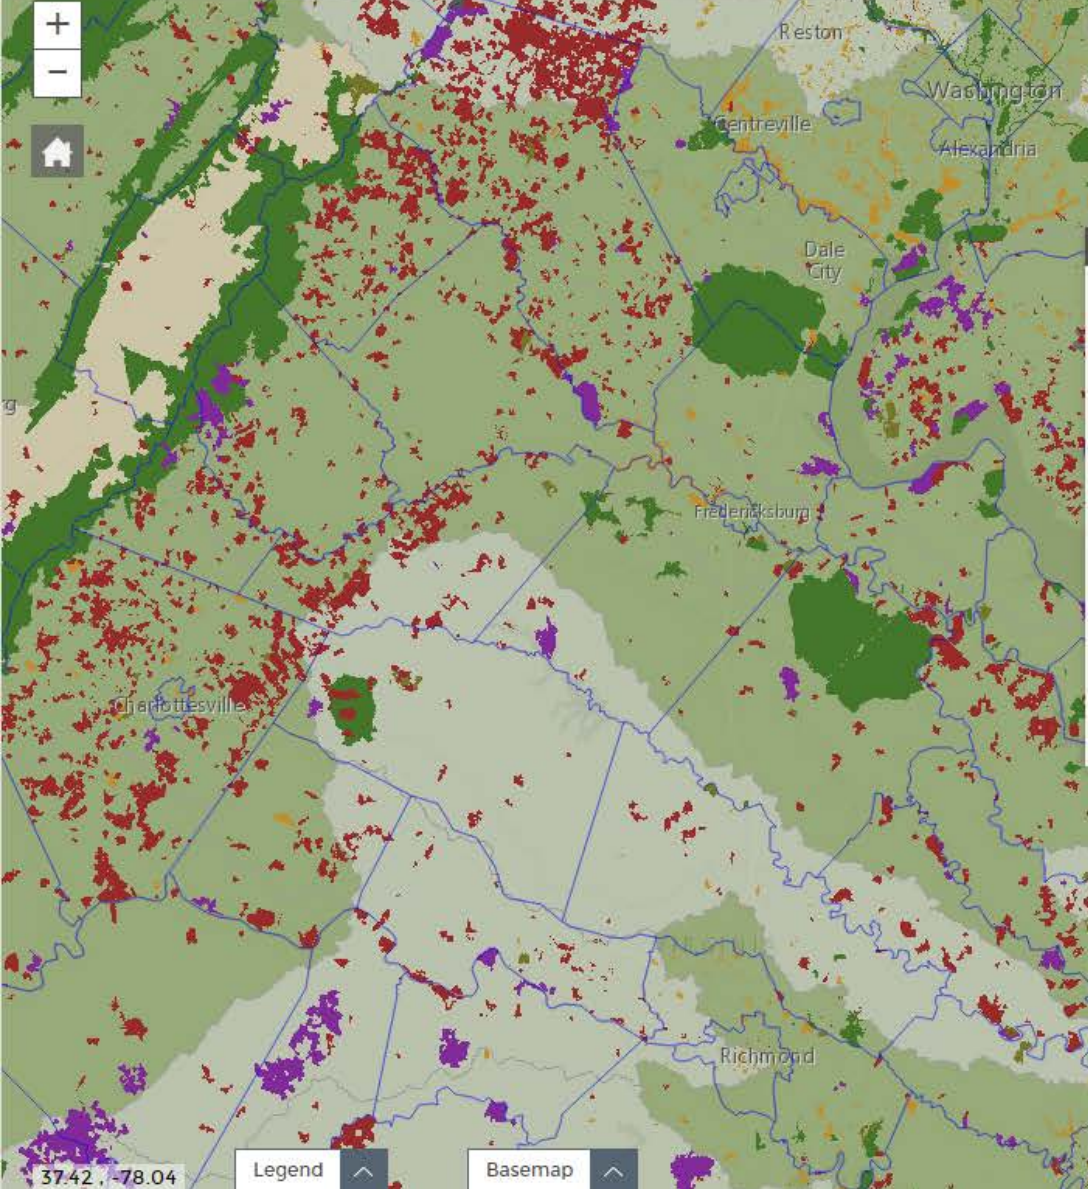 +
Reston
−
Washington
Centreville
Alexandria
Dale
City
g
Fredericksburg
Charlottesville
Richmond
Legend
Basemap
37.42 , -78.04